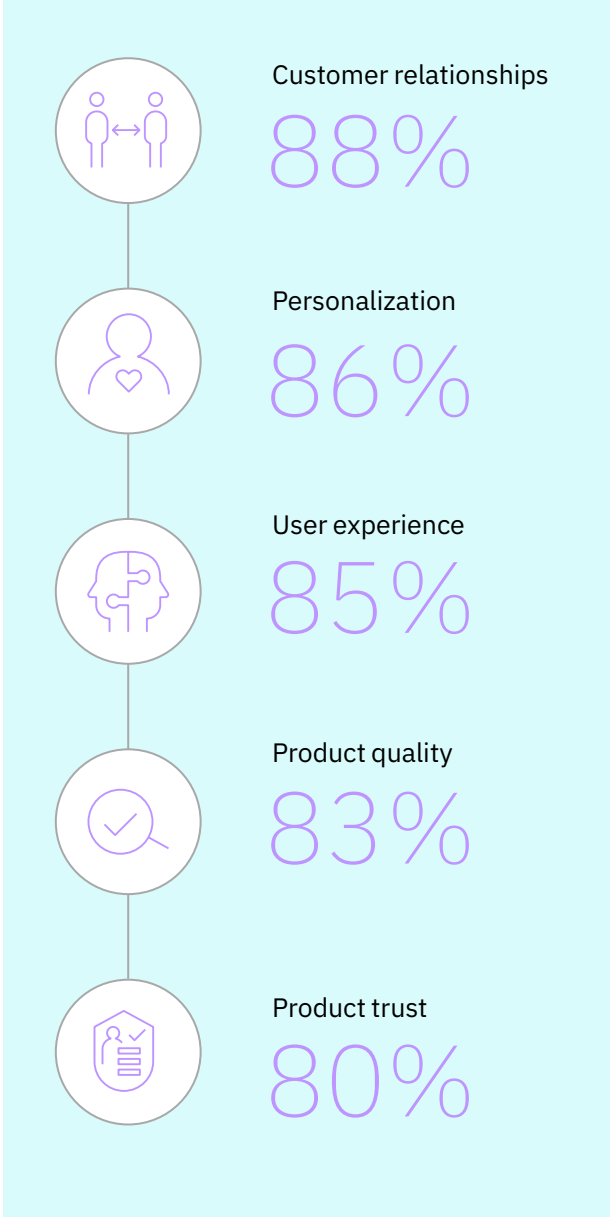 Customer relationships
88%
Personalization
86%
User experience
85%
Product quality
83%
Product trust
80%